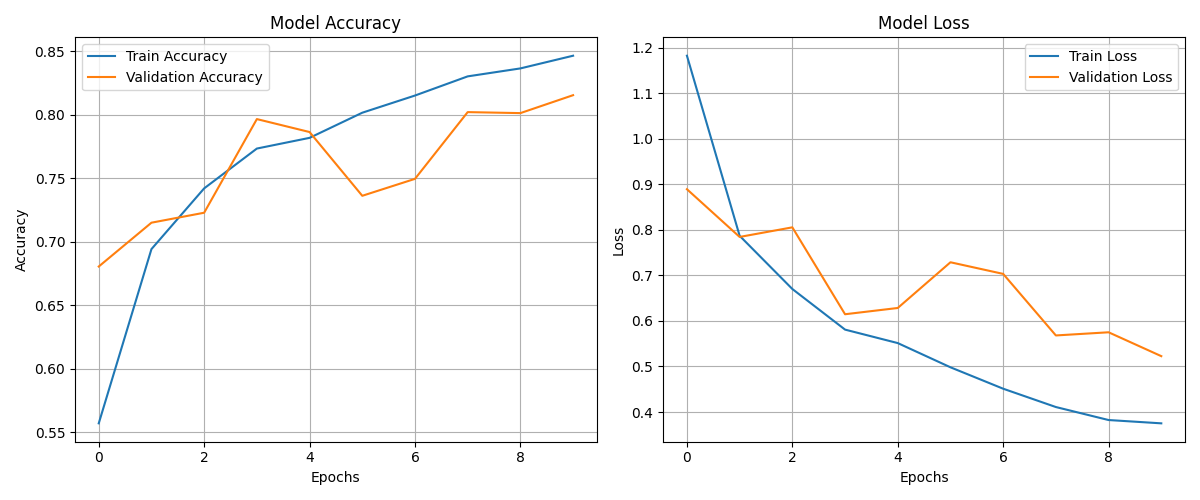 Model Accuracy
Train Accuracy
Validation Accuracy
0.85
0.80
0.75
0.70
0.65
0.60
0.55
Accuracy
0 2 4 6 8
Epochs
Model Loss
Train Loss
Validation Loss
1.2
1.1
1.0
0.9
0.8
0.7
0.6
0.5
0.4
Loss
0 2 4 6 8
Epochs